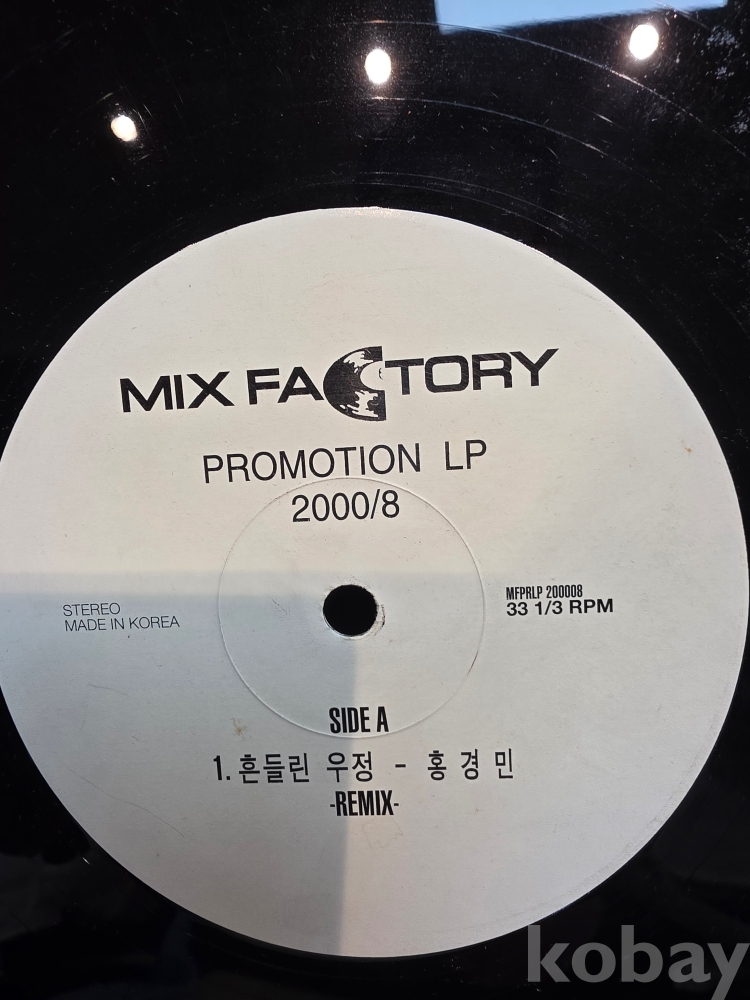 MIX FACTORY
PROMOTION LP
2000/8
STEREO
MADE IN KOREA
MFPRLP 200008
33 1/3 RPM
SIDE A
1. 흔들린 우정 - 홍 경 민
-REMIX-
kobay